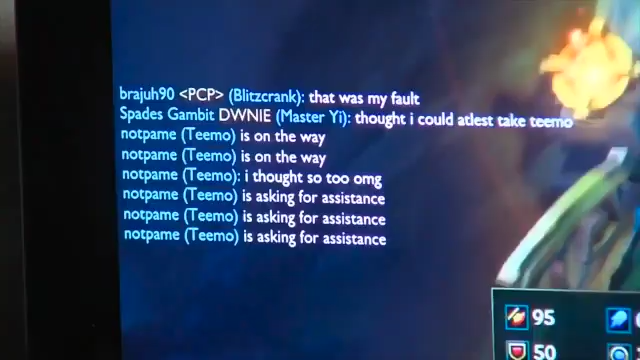 brajuh90 <PCP> (Blitzcrank): that was my fault
Spades Gambit DWNIE (Master Yi): thought i could atlest take teemo
notpame (Teemo) is on the way
notpame (Teemo) is on the way
notpame (Teemo): i thought so too omg
notpame (Teemo) is asking for assistance
notpame (Teemo) is asking for assistance
notpame (Teemo) is asking for assistance
95
50